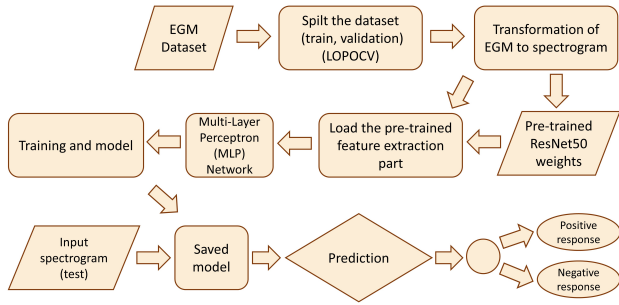 EGM
Dataset
Spilt the dataset
(train, validation)
(LOPOCV)
Transformation of
EGM to spectrogram
Training and model
Multi-Layer
Perceptron
(MLP)
Network
Load the pre-trained
feature extraction
part
Pre-trained
ResNet50
weights
Input
spectrogram
(test)
Saved
model
Prediction
Positive
response
Negative
response